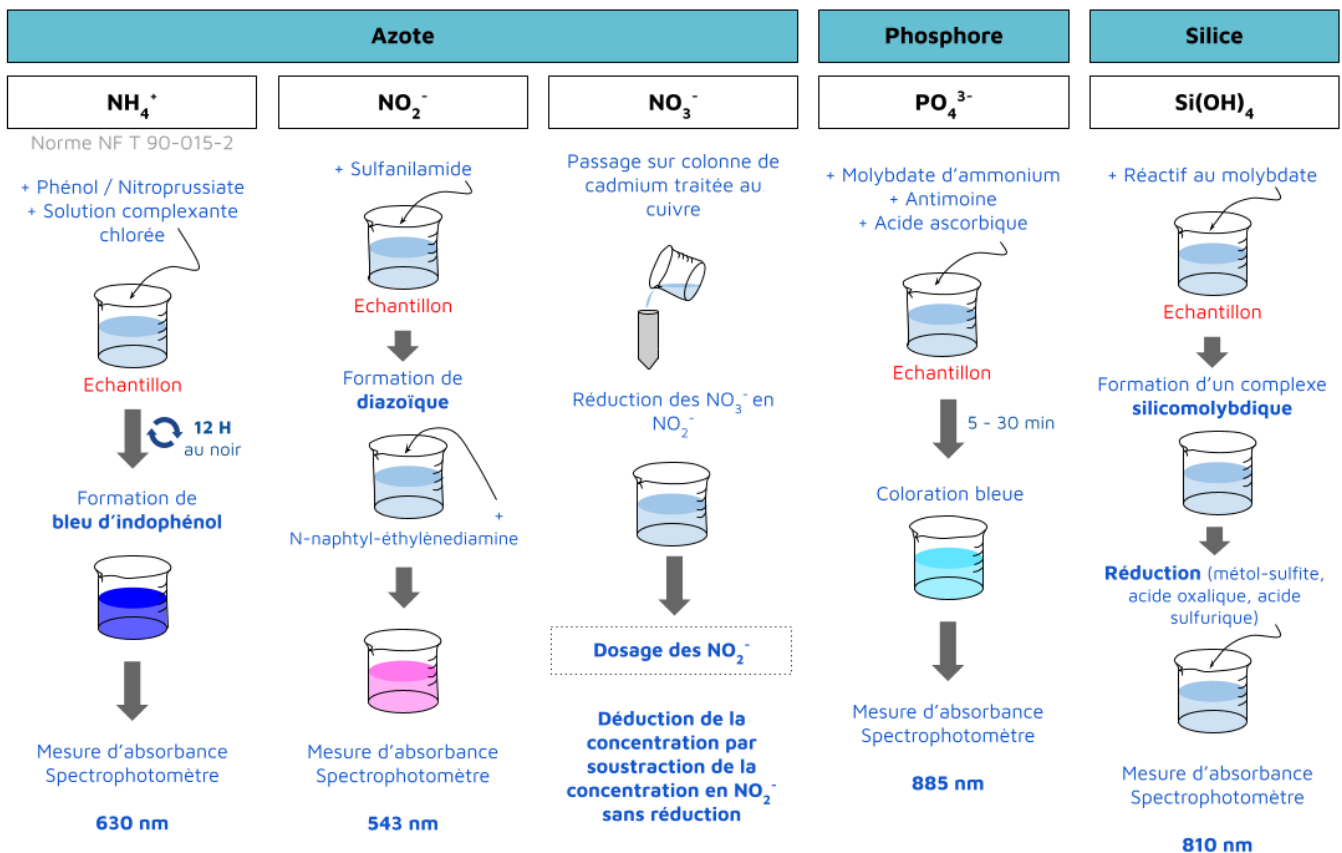 Azote
Phosphore
Silice
NH₄⁺
NO₂⁻
NO₃⁻
PO₄³⁻
Si(OH)₄
Norme NF T 90-015-2
+ Phénol / Nitroprussiate
+ Solution complexante
chlorée
Echantillon
12 H
au noir
Formation de
bleu d'indophénol
Mesure d'absorbance
Spectrophotomètre
630 nm
+ Sulfanilamide
Echantillon
Formation de
diazoïque
+
N-naphtyl-éthylènediamine
Mesure d'absorbance
Spectrophotomètre
543 nm
Passage sur colonne de
cadmium traitée au
cuivre
Réduction des NO₃⁻ en
NO₂⁻
Dosage des NO₂⁻
Déduction de la
concentration par
soustraction de la
concentration en NO₂⁻
sans réduction
+ Molybdate d'ammonium
+ Antimoine
+ Acide ascorbique
Echantillon
5 - 30 min
Coloration bleue
Mesure d'absorbance
Spectrophotomètre
885 nm
+ Réactif au molybdate
Echantillon
Formation d'un complexe
silicomolybdique
Réduction (métol-sulfite,
acide oxalique, acide
sulfurique)
Mesure d'absorbance
Spectrophotomètre
810 nm